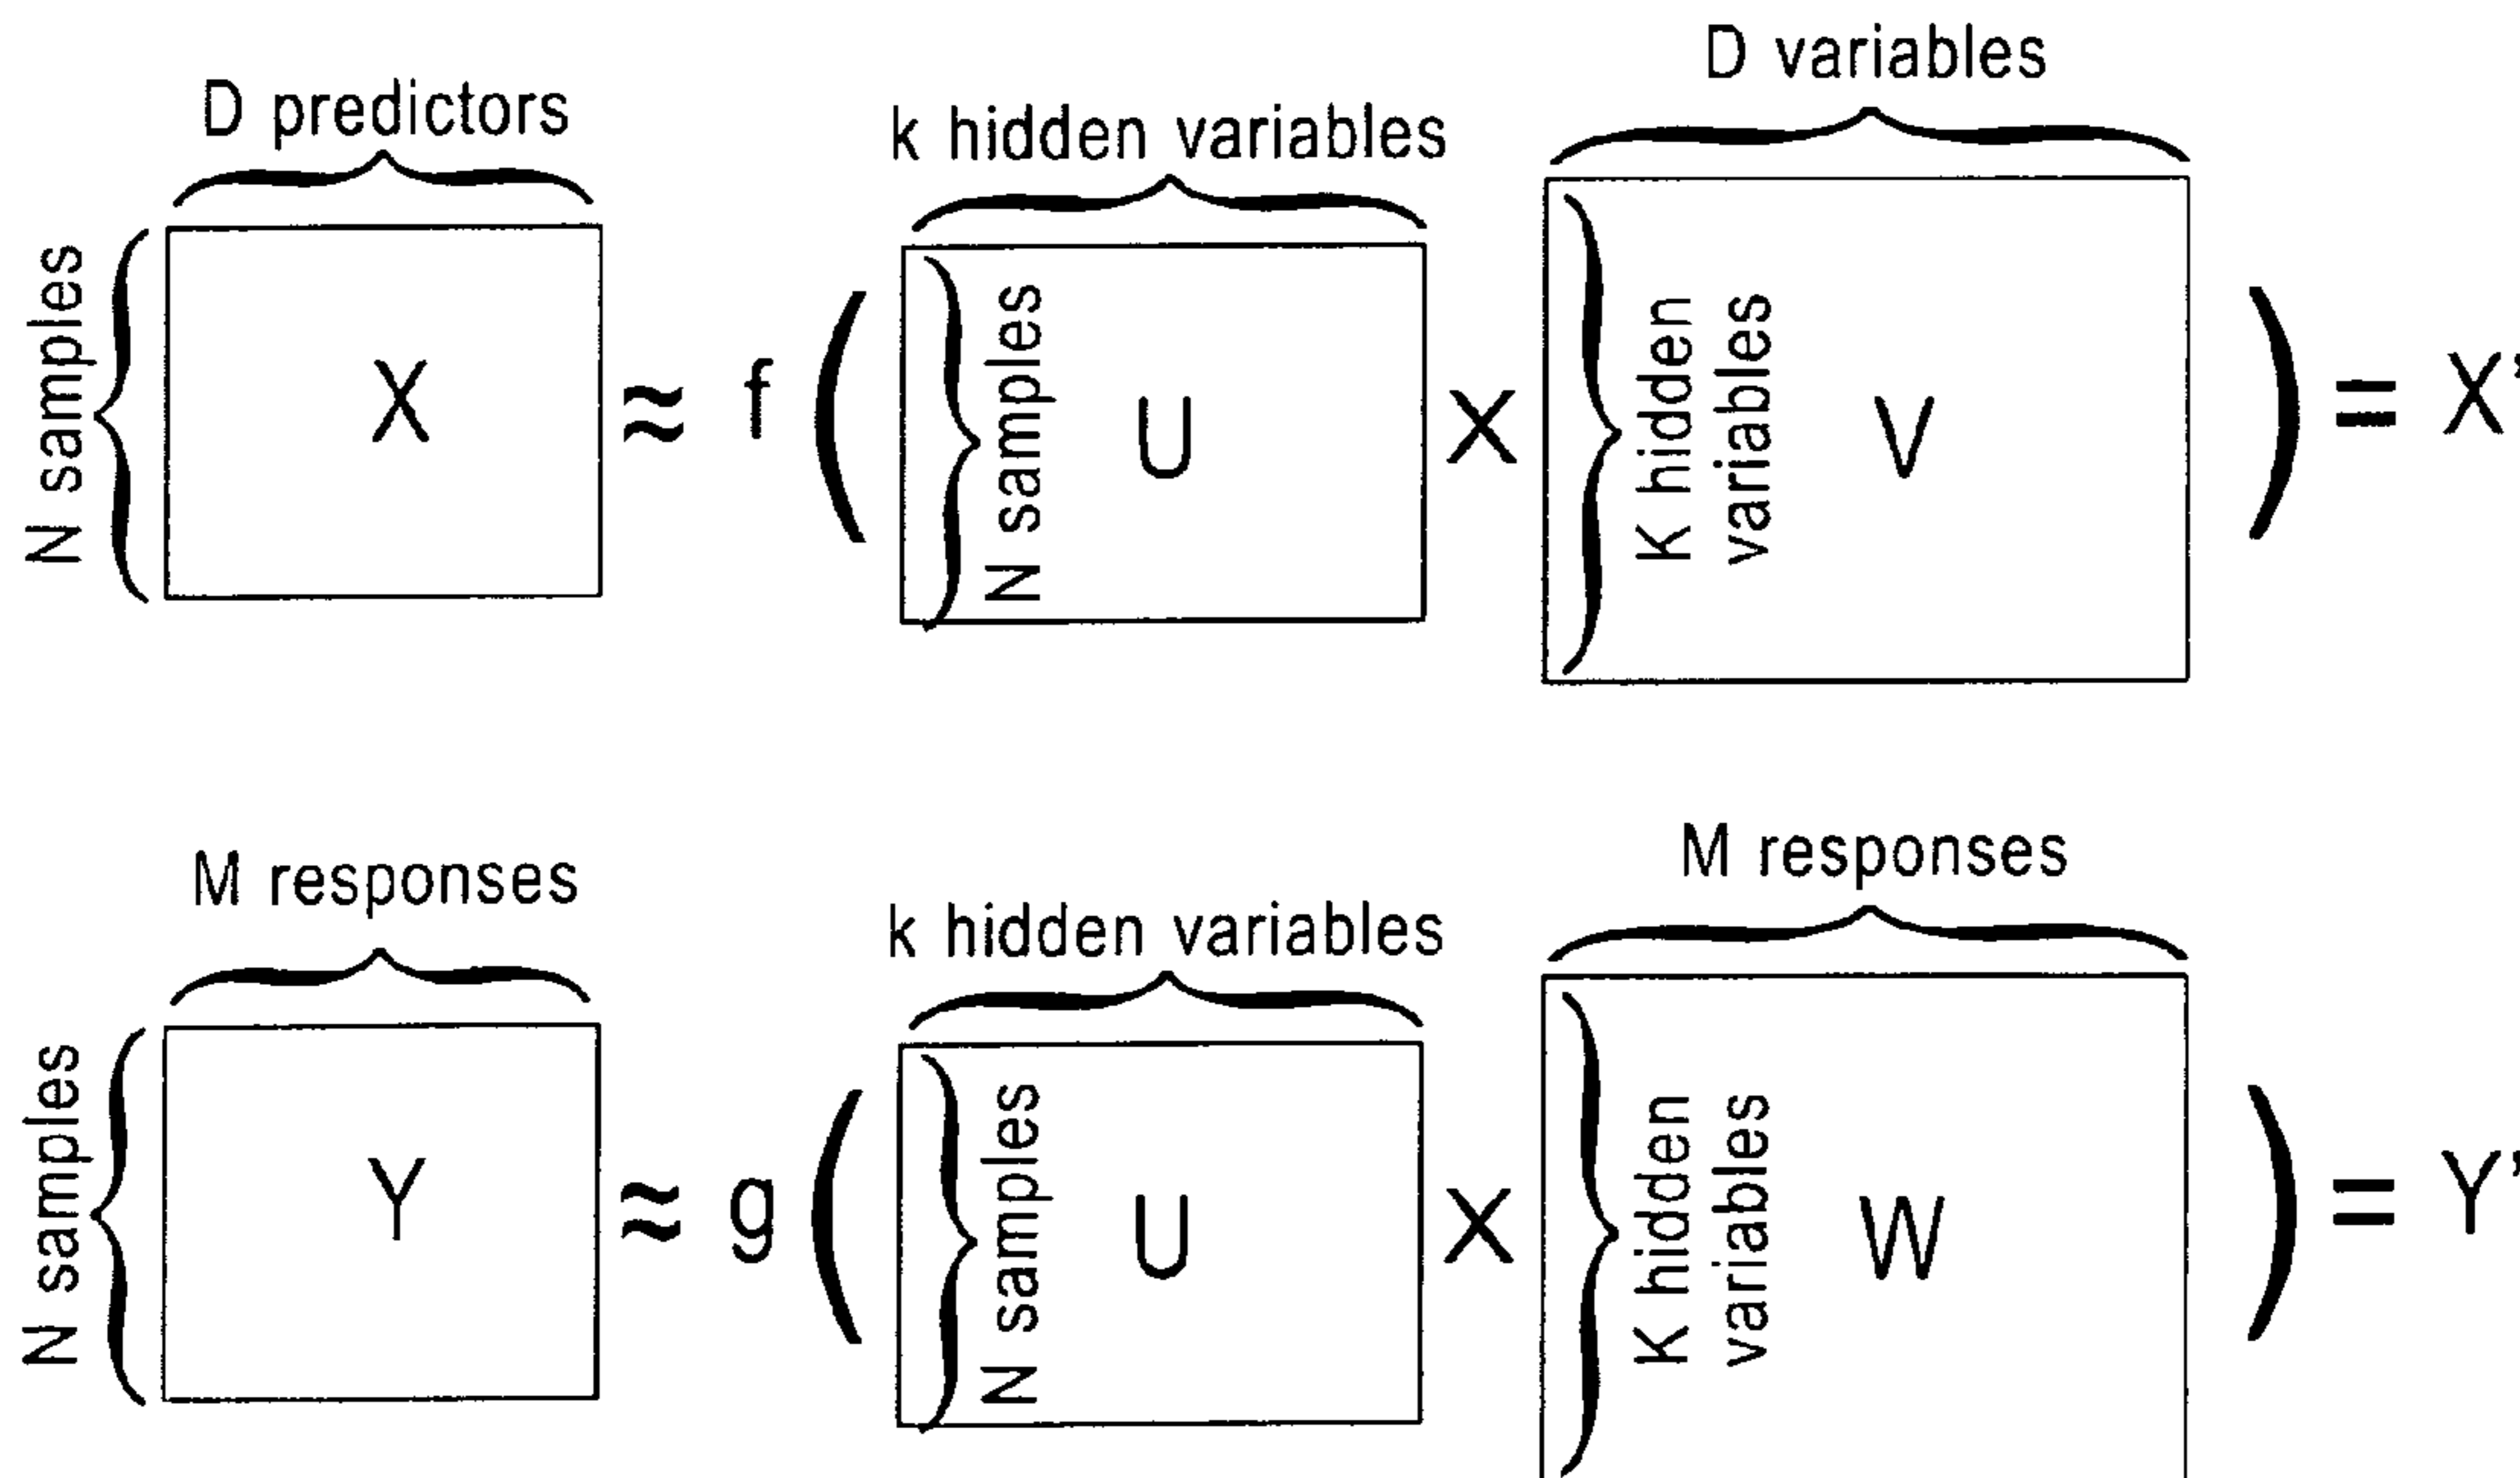 D variables
D predictors
k hidden variables
N samples
X
≈ f (
N samples
U
X
K hidden
variables
V
) = X'
M responses
M responses
k hidden variables
N samples
Y
≈ g (
N samples
U
X
K hidden
variables
W
) = Y'